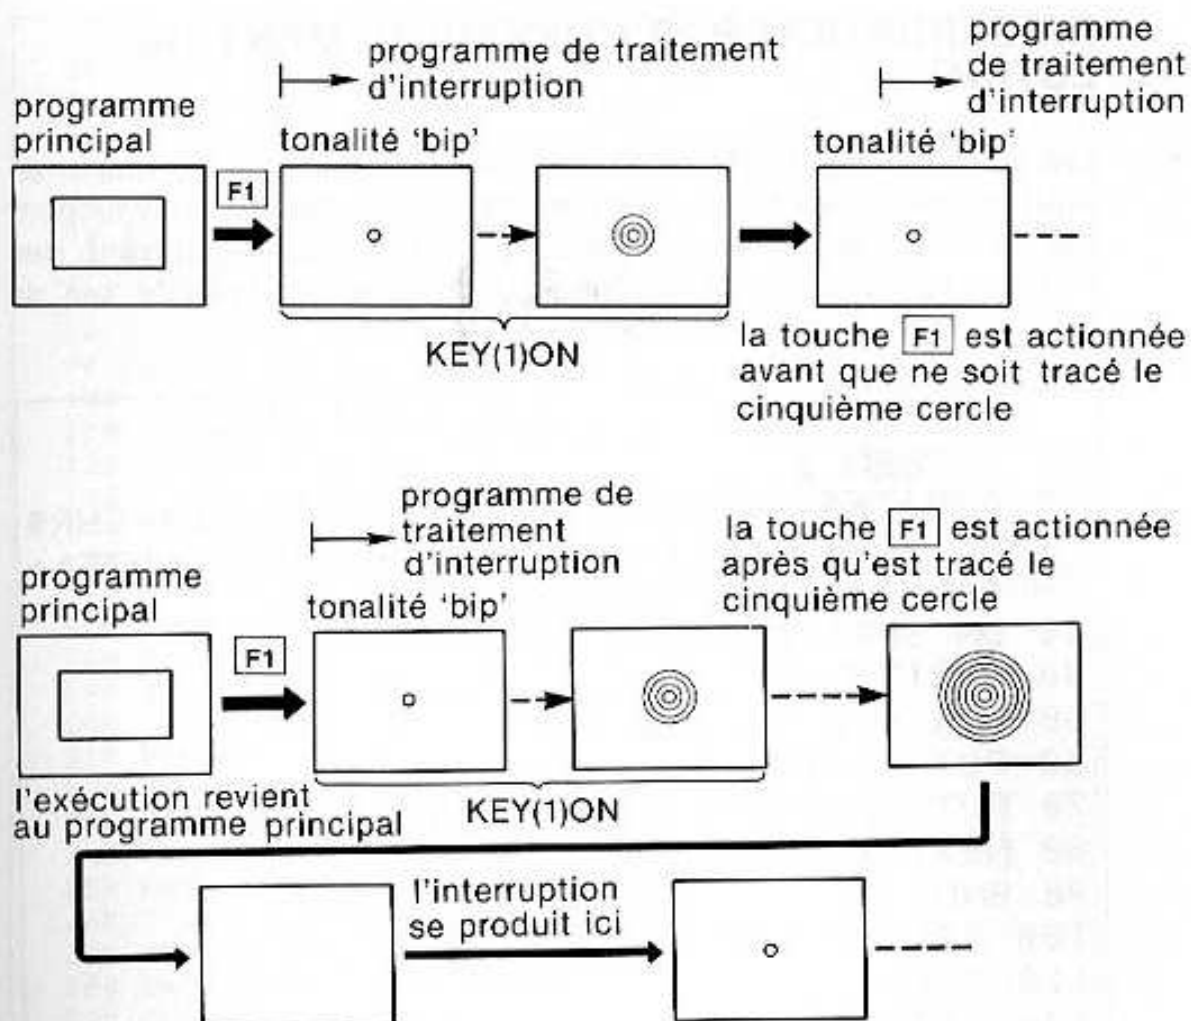 programme de traitement
d'interruption
programme
de traitement
d'interruption
programme
principal
tonalité 'bip'
tonalité 'bip'
F1
KEY(1)ON
la touche F1 est actionnée
avant que ne soit tracé le
cinquième cercle
programme de
traitement
d'interruption
la touche F1 est actionnée
après qu'est tracé le
cinquième cercle
programme
principal
tonalité 'bip'
F1
KEY(1)ON
l'exécution revient
au programme principal
l'interruption
se produit ici